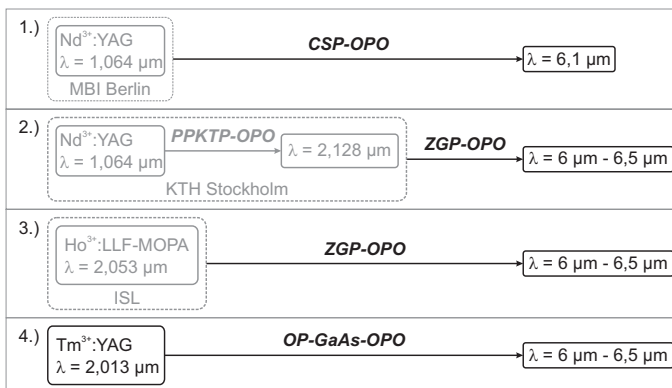 1.)
Nd³⁺:YAG
λ = 1,064 µm
MBI Berlin
CSP-OPO
λ = 6,1 µm
2.)
Nd³⁺:YAG
λ = 1,064 µm
PPKTP-OPO
λ = 2,128 µm
KTH Stockholm
ZGP-OPO
λ = 6 µm - 6,5 µm
3.)
Ho³⁺:LLF-MOPA
λ = 2,053 µm
ISL
ZGP-OPO
λ = 6 µm - 6,5 µm
4.)
Tm³⁺:YAG
λ = 2,013 µm
OP-GaAs-OPO
λ = 6 µm - 6,5 µm